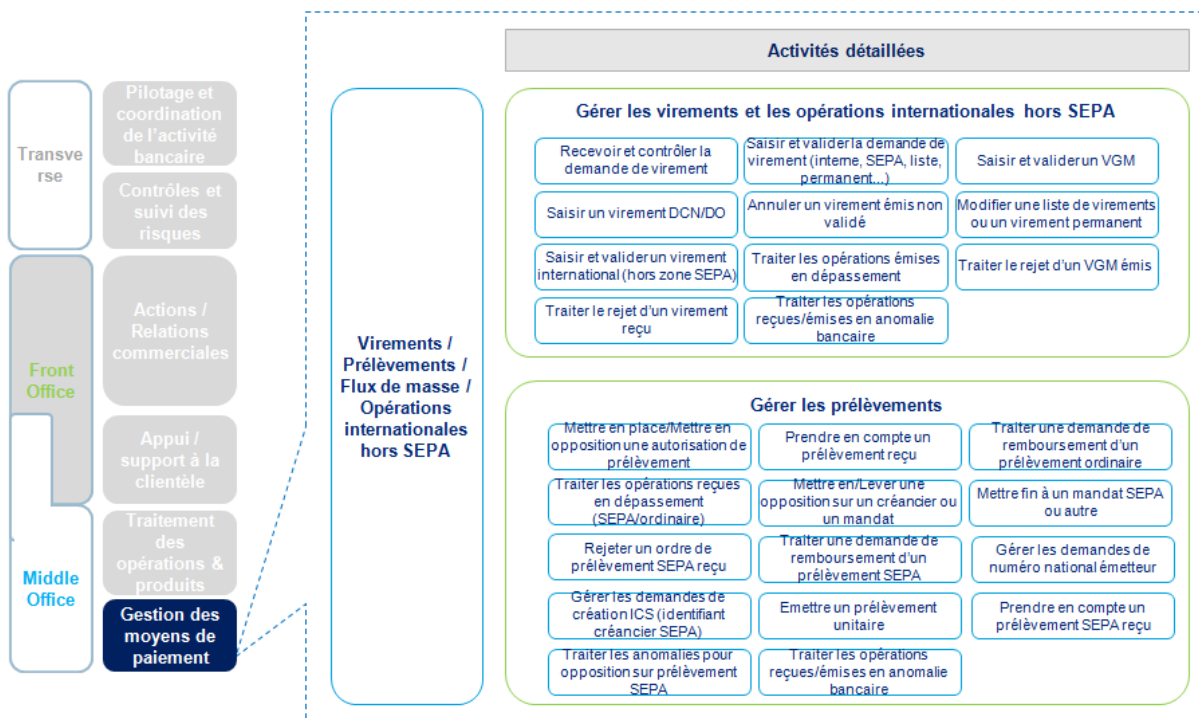 Activités détaillées
Transve
rse
Front
Office
Middle
Office
Pilotage et
coordination
de l'activité
bancaire
Contrôles et
suivi des
risques
Actions /
Relations
commerciales
Appui /
support à la
clientèle
Traitement
des
opérations &
produits
Gestion des
moyens de
paiement
Virements /
Prélèvements /
Flux de masse /
Opérations
internationales
hors SEPA
Gérer les virements et les opérations internationales hors SEPA
Recevoir et contrôler la
demande de virement
Saisir et valider la demande de
virement (interne, SEPA, liste,
permanent...)
Saisir et valider un VGM
Saisir un virement DCN/DO
Annuler un virement émis non
validé
Modifier une liste de virements
ou un virement permanent
Saisir et valider un virement
international (hors zone SEPA)
Traiter les opérations émises
en dépassement
Traiter le rejet d'un VGM émis
Traiter le rejet d'un virement
reçu
Traiter les opérations
reçues/émises en anomalie
bancaire
Gérer les prélèvements
Mettre en place/Mettre en
opposition une autorisation de
prélèvement
Prendre en compte un
prélèvement reçu
Traiter une demande de
remboursement d'un
prélèvement ordinaire
Traiter les opérations reçues
en dépassement
(SEPA/ordinaire)
Mettre en/Lever une
opposition sur un créancier ou
un mandat
Mettre fin à un mandat SEPA
ou autre
Rejeter un ordre de
prélèvement SEPA reçu
Traiter une demande de
remboursement d'un
prélèvement SEPA
Gérer les demandes de
numéro national émetteur
Gérer les demandes de
création ICS (identifiant
créancier SEPA)
Emettre un prélèvement
unitaire
Prendre en compte un
prélèvement SEPA reçu
Traiter les anomalies pour
opposition sur prélèvement
SEPA
Traiter les opérations
reçues/émises en anomalie
bancaire